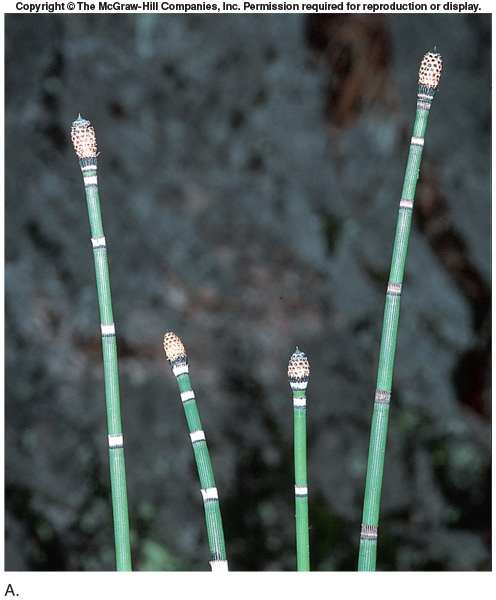 Copyright © The McGraw-Hill Companies, Inc. Permission required for reproduction or display.
A.